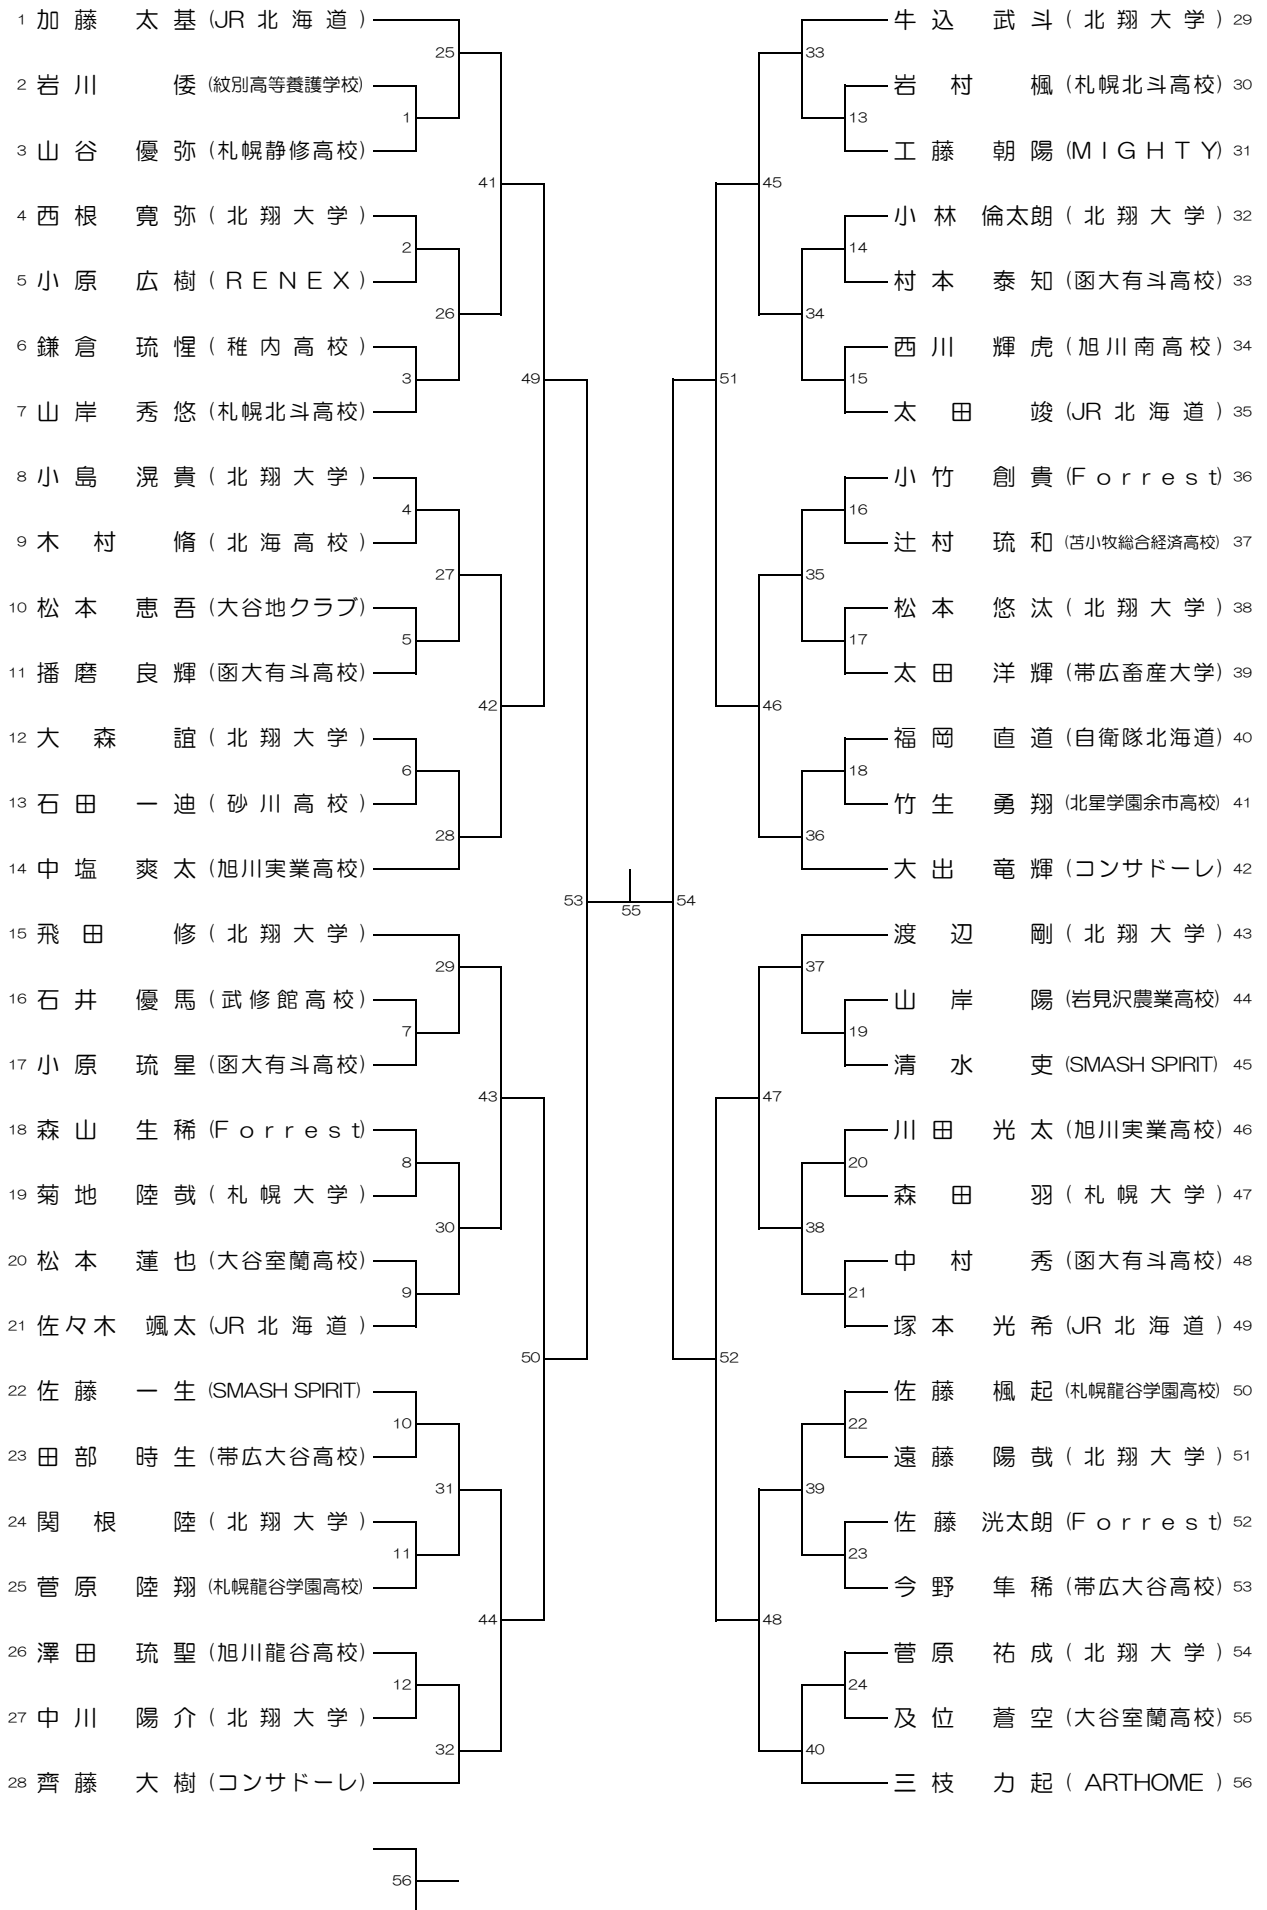 1 加藤 太基 (JR北海道)
25
2 岩川 倭 (紋別高等養護学校)
1
3 山谷 優弥 (札幌静修高校)
41
4 西根 寛弥 (北翔大学)
2
5 小原 広樹 (RENEX)
26
6 鎌倉 琉惺 (稚内高校)
3
49
7 山岸 秀悠 (札幌北斗高校)
8 小島 滉貴 (北翔大学)
4
9 木村 脩 (北海高校)
27
10 松本 恵吾 (大谷地クラブ)
5
11 播磨 良輝 (函大有斗高校)
42
12 大森 誼 (北翔大学)
6
13 石田 一迪 (砂川高校)
28
14 中塩 爽太 (旭川実業高校)
53
15 飛田 修 (北翔大学)
29
16 石井 優馬 (武修館高校)
7
17 小原 琉星 (函大有斗高校)
43
18 森山 生稀 (Forrest)
8
19 菊地 陸哉 (札幌大学)
30
20 松本 蓮也 (大谷室蘭高校)
9
21 佐々木 颯太 (JR北海道)
50
22 佐藤 一生 (SMASH SPIRIT)
10
23 田部 時生 (帯広大谷高校)
31
24 関根 陸 (北翔大学)
11
25 菅原 陸翔 (札幌龍谷学園高校)
44
26 澤田 琉聖 (旭川龍谷高校)
12
27 中川 陽介 (北翔大学)
32
28 齊藤 大樹 (コンサドーレ)
55
牛込 武斗 (北翔大学) 29
33
岩村 楓 (札幌北斗高校) 30
13
工藤 朝陽 (MIGHTY) 31
45
小林 倫太朗 (北翔大学) 32
14
村本 泰知 (函大有斗高校) 33
34
西川 輝虎 (旭川南高校) 34
51
15
太田 竣 (JR北海道) 35
小竹 創貴 (Forrest) 36
16
辻村 琉和 (苫小牧総合経済高校) 37
35
松本 悠汰 (北翔大学) 38
17
太田 洋輝 (帯広畜産大学) 39
46
福岡 直道 (自衛隊北海道) 40
18
竹生 勇翔 (北星学園余市高校) 41
36
大出 竜輝 (コンサドーレ) 42
54
渡辺 剛 (北翔大学) 43
37
山岸 陽 (岩見沢農業高校) 44
19
清水 吏 (SMASH SPIRIT) 45
47
川田 光太 (旭川実業高校) 46
20
森田 羽 (札幌大学) 47
38
中村 秀 (函大有斗高校) 48
21
塚本 光希 (JR北海道) 49
52
佐藤 楓起 (札幌龍谷学園高校) 50
22
遠藤 陽哉 (北翔大学) 51
39
佐藤 洸太朗 (Forrest) 52
23
今野 隼稀 (帯広大谷高校) 53
48
菅原 祐成 (北翔大学) 54
24
及位 蒼空 (大谷室蘭高校) 55
40
三枝 力起 (ARTHOME) 56
56